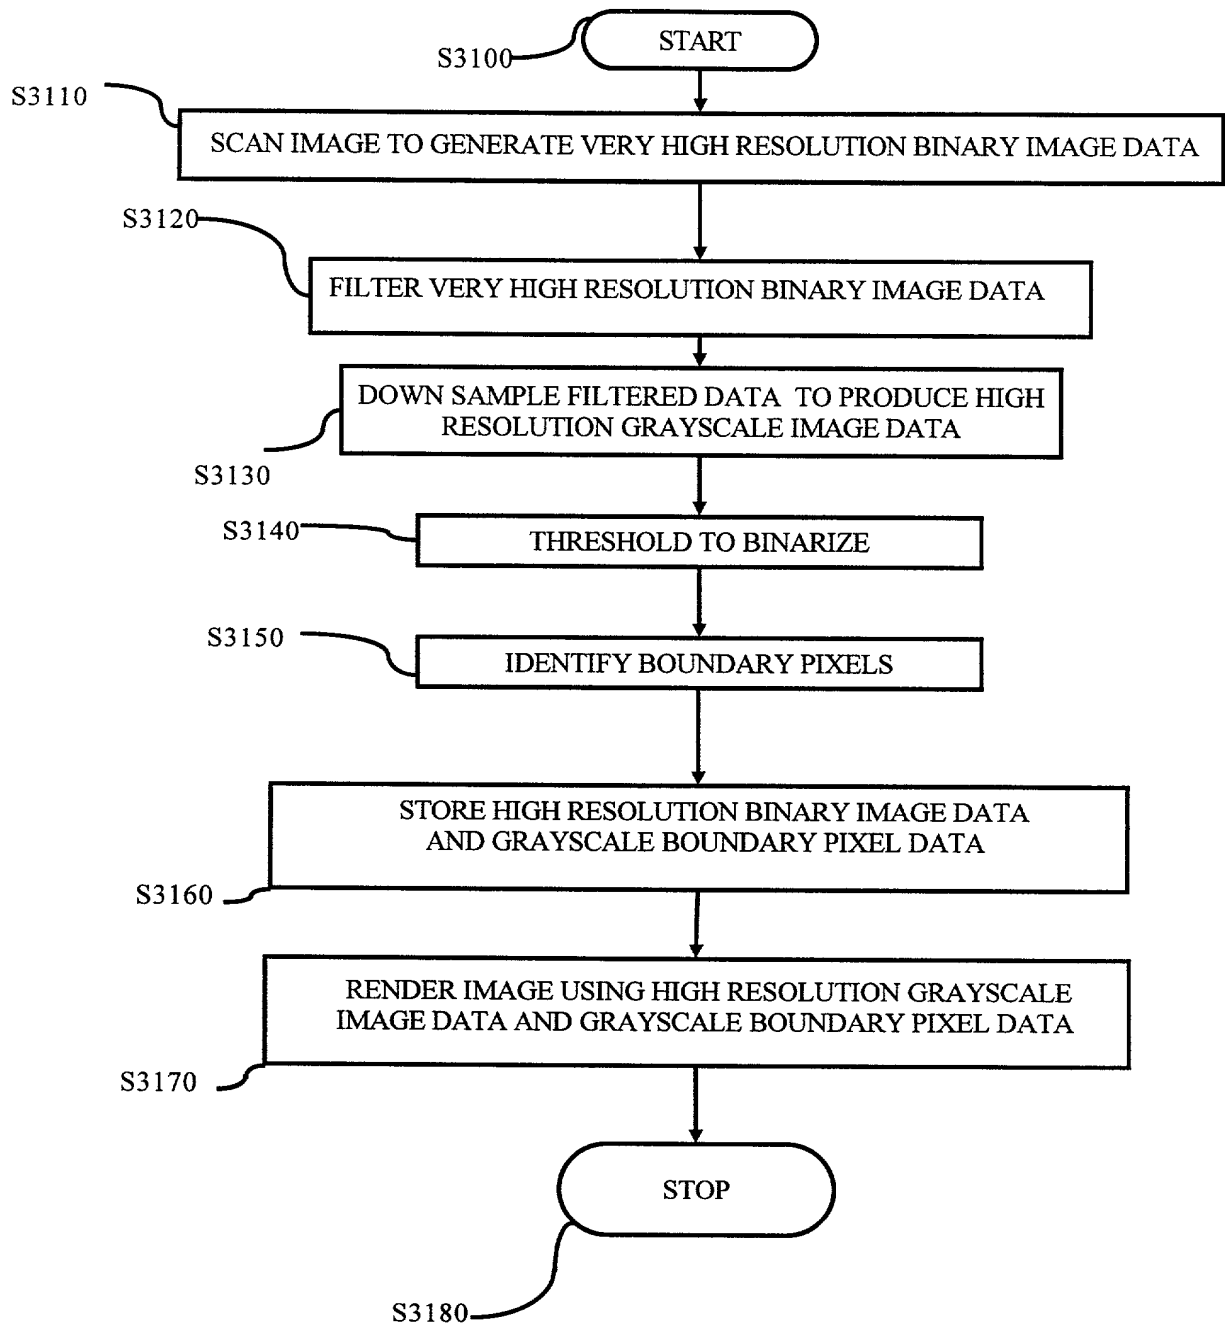 START
S3100
S3110
SCAN IMAGE TO GENERATE VERY HIGH RESOLUTION BINARY IMAGE DATA
S3120
FILTER VERY HIGH RESOLUTION BINARY IMAGE DATA
DOWN SAMPLE FILTERED DATA TO PRODUCE HIGH
RESOLUTION GRAYSCALE IMAGE DATA
S3130
S3140
THRESHOLD TO BINARIZE
S3150
IDENTIFY BOUNDARY PIXELS
STORE HIGH RESOLUTION BINARY IMAGE DATA
AND GRAYSCALE BOUNDARY PIXEL DATA
S3160
RENDER IMAGE USING HIGH RESOLUTION GRAYSCALE
IMAGE DATA AND GRAYSCALE BOUNDARY PIXEL DATA
S3170
STOP
S3180